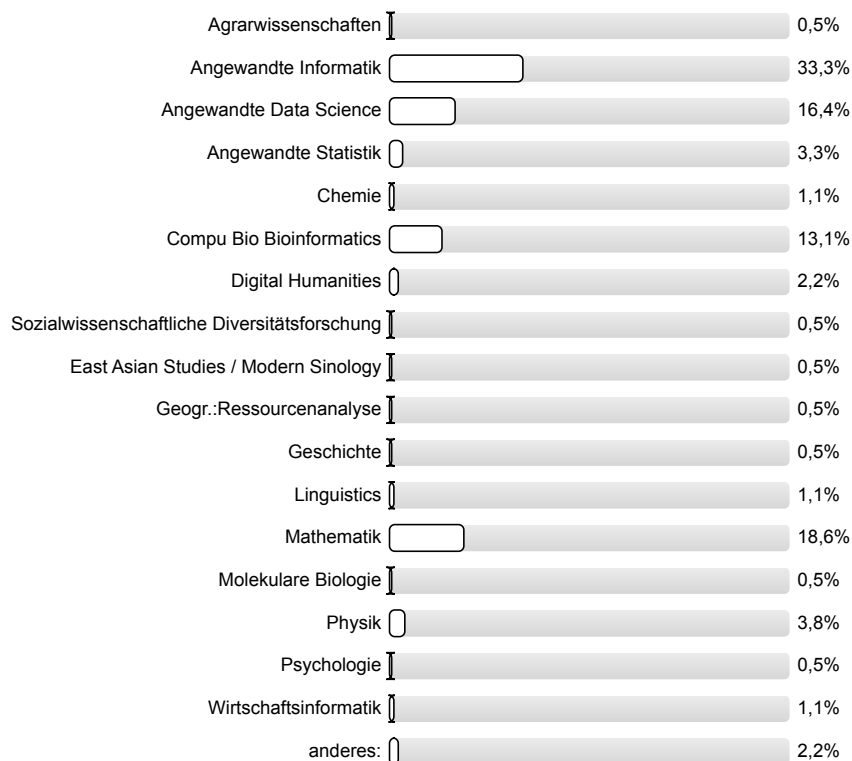 Agrarwissenschaften 0,5%
Angewandte Informatik 33,3%
Angewandte Data Science 16,4%
Angewandte Statistik 3,3%
Chemie 1,1%
Compu Bio Bioinformatics 13,1%
Digital Humanities 2,2%
Sozialwissenschaftliche Diversitätsforschung 0,5%
East Asian Studies / Modern Sinology 0,5%
Geogr.:Ressourcenanalyse 0,5%
Geschichte 0,5%
Linguistics 1,1%
Mathematik 18,6%
Molekulare Biologie 0,5%
Physik 3,8%
Psychologie 0,5%
Wirtschaftsinformatik 1,1%
anderes: 2,2%